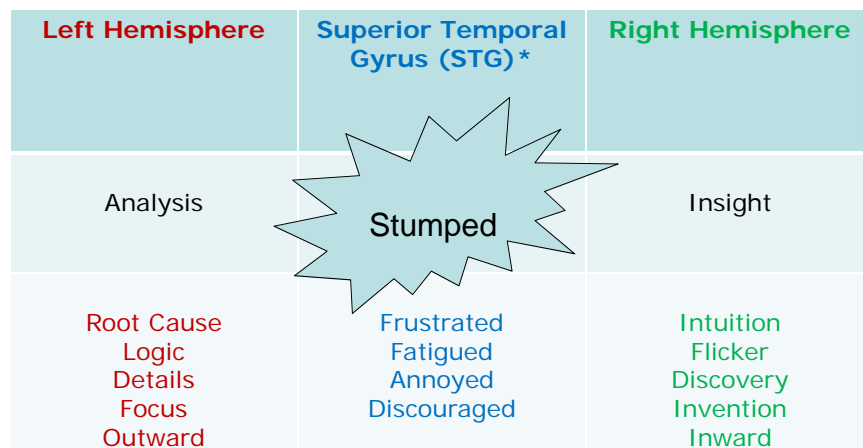 Left Hemisphere
Superior Temporal
Gyrus (STG)*
Right Hemisphere
Analysis
Stumped
Insight
Root Cause
Logic
Details
Focus
Outward
Frustrated
Fatigued
Annoyed
Discouraged
Intuition
Flicker
Discovery
Invention
Inward